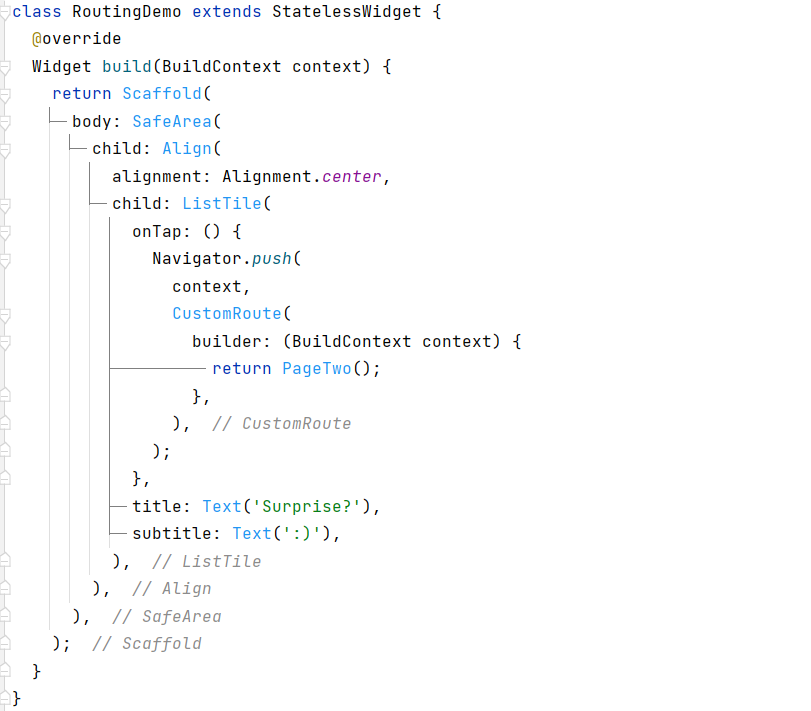 class RoutingDemo extends StatelessWidget {
  @override
  Widget build(BuildContext context) {
    return Scaffold(
      body: SafeArea(
        child: Align(
          alignment: Alignment.center,
          child: ListTile(
            onTap: () {
              Navigator.push(
                context,
                CustomRoute(
                  builder: (BuildContext context) {
                    return PageTwo();
                  },
                ),  // CustomRoute
              );
            },
            title: Text('Surprise?'),
            subtitle: Text(':)'),
          ),  // ListTile
        ),  // Align
      ),  // SafeArea
    );  // Scaffold
  }
}